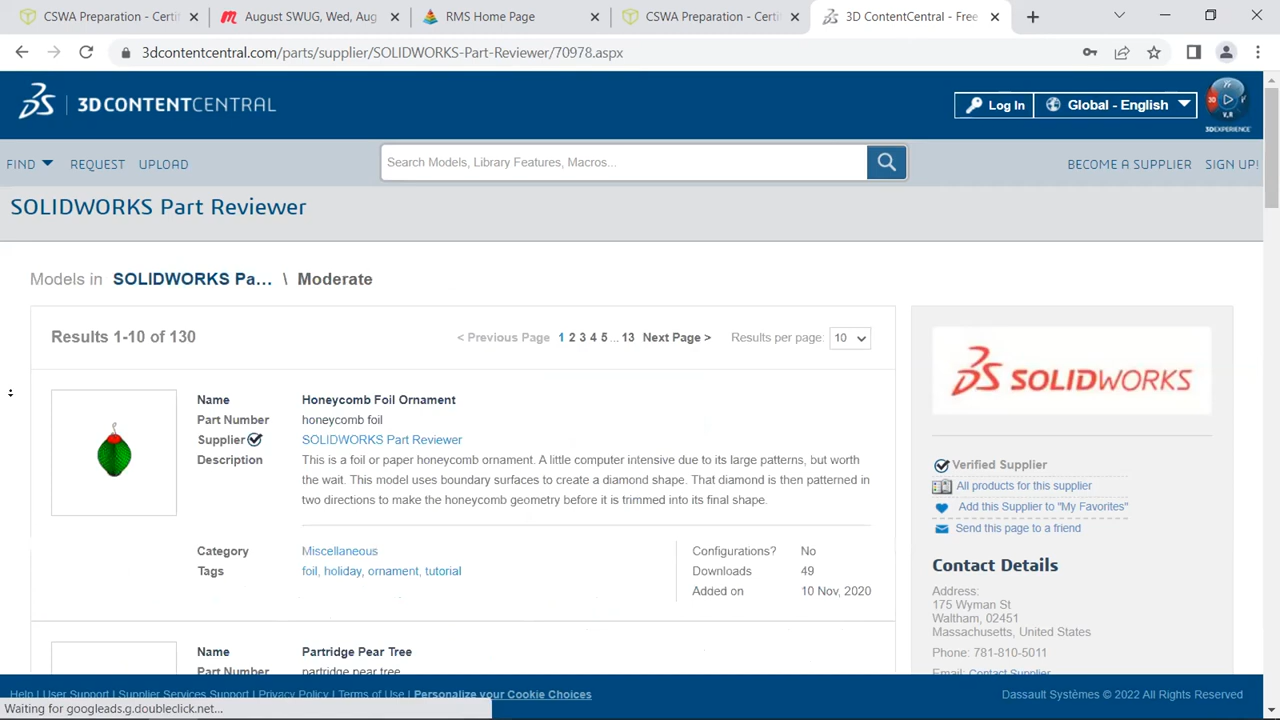 CSWA Preparation - Certi
August SWUG, Wed, Aug
RMS Home Page
CSWA Preparation - Certi
3D ContentCentral - Free
3dcontentcentral.com/parts/supplier/SOLIDWORKS-Part-Reviewer/70978.aspx
3DCONTENTCENTRAL
Log In
Global - English
3DEXPERIENCE
FIND
REQUEST
UPLOAD
Search Models, Library Features, Macros...
BECOME A SUPPLIER
SIGN UP!
SOLIDWORKS Part Reviewer
Models in SOLIDWORKS Pa... \ Moderate
Results 1-10 of 130
< Previous Page 1 2 3 4 5 ... 13 Next Page >
Results per page: 10
Name Honeycomb Foil Ornament
Part Number honeycomb foil
Supplier SOLIDWORKS Part Reviewer
Description This is a foil or paper honeycomb ornament. A little computer intensive due to its large patterns, but worth
the wait. This model uses boundary surfaces to create a diamond shape. That diamond is then patterned in
two directions to make the honeycomb geometry before it is trimmed into its final shape.
Category Miscellaneous
Tags foil, holiday, ornament, tutorial
Configurations? No
Downloads 49
Added on 10 Nov, 2020
Name Partridge Pear Tree
Part Number partridge pear tree
SOLIDWORKS
Verified Supplier
All products for this supplier
Add this Supplier to "My Favorites"
Send this page to a friend
Contact Details
Address:
175 Wyman St
Waltham, 02451
Massachusetts, United States
Phone: 781-810-5011
Email: Contact Supplier
Help | User Support | Supplier Services Support | Privacy Policy | Terms of Use | Personalize your Cookie Choices
Dassault Systèmes © 2022 All Rights Reserved
Waiting for googleads.g.doubleclick.net...